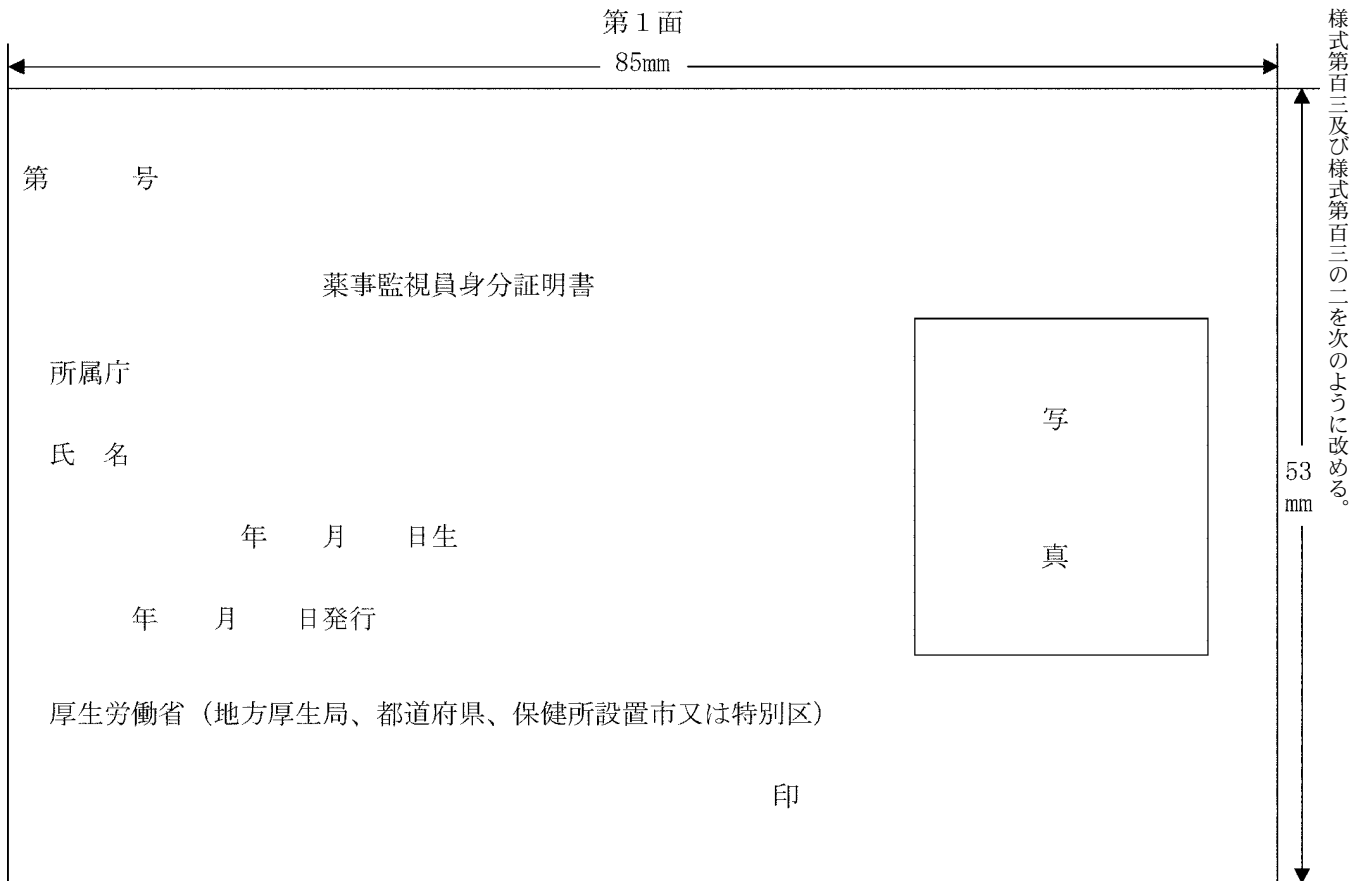 様式第百三及び様式第百三の二を次のように改める。
第１面
85mm
53
mm
第　　　号
薬事監視員身分証明書
所属庁
氏　名
写
真
年　　月　　日生
年　　月　　日発行
厚生労働省（地方厚生局、都道府県、保健所設置市又は特別区）
印